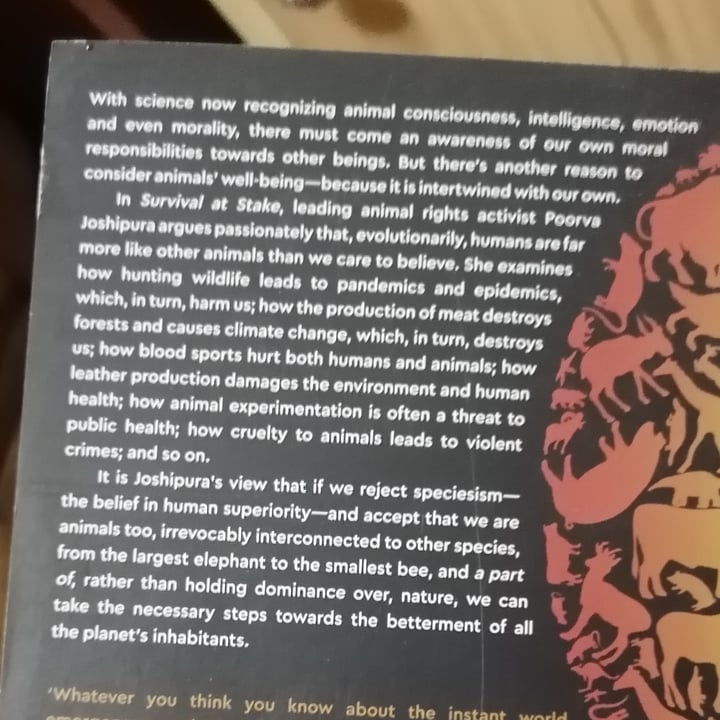 With science now recognizing animal consciousness, intelligence, emotion
and even morality, there must come an awareness of our own moral
responsibilities towards other beings. But there's another reason to
consider animals' well-being—because it is intertwined with our own.
In Survival at Stake, leading animal rights activist Poorva
Joshipura argues passionately that, evolutionarily, humans are far
more like other animals than we care to believe. She examines
how hunting wildlife leads to pandemics and epidemics,
which, in turn, harm us; how the production of meat destroys
forests and causes climate change, which, in turn, destroys
us; how blood sports hurt both humans and animals; how
leather production damages the environment and human
health; how animal experimentation is often a threat to
public health; how cruelty to animals leads to violent
crimes; and so on.
It is Joshipura's view that if we reject speciesism—
the belief in human superiority—and accept that we are
animals too, irrevocably interconnected to other species,
from the largest elephant to the smallest bee, and a part
of, rather than holding dominance over, nature, we can
take the necessary steps towards the betterment of all
the planet's inhabitants.
'Whatever you think you know about the instant world